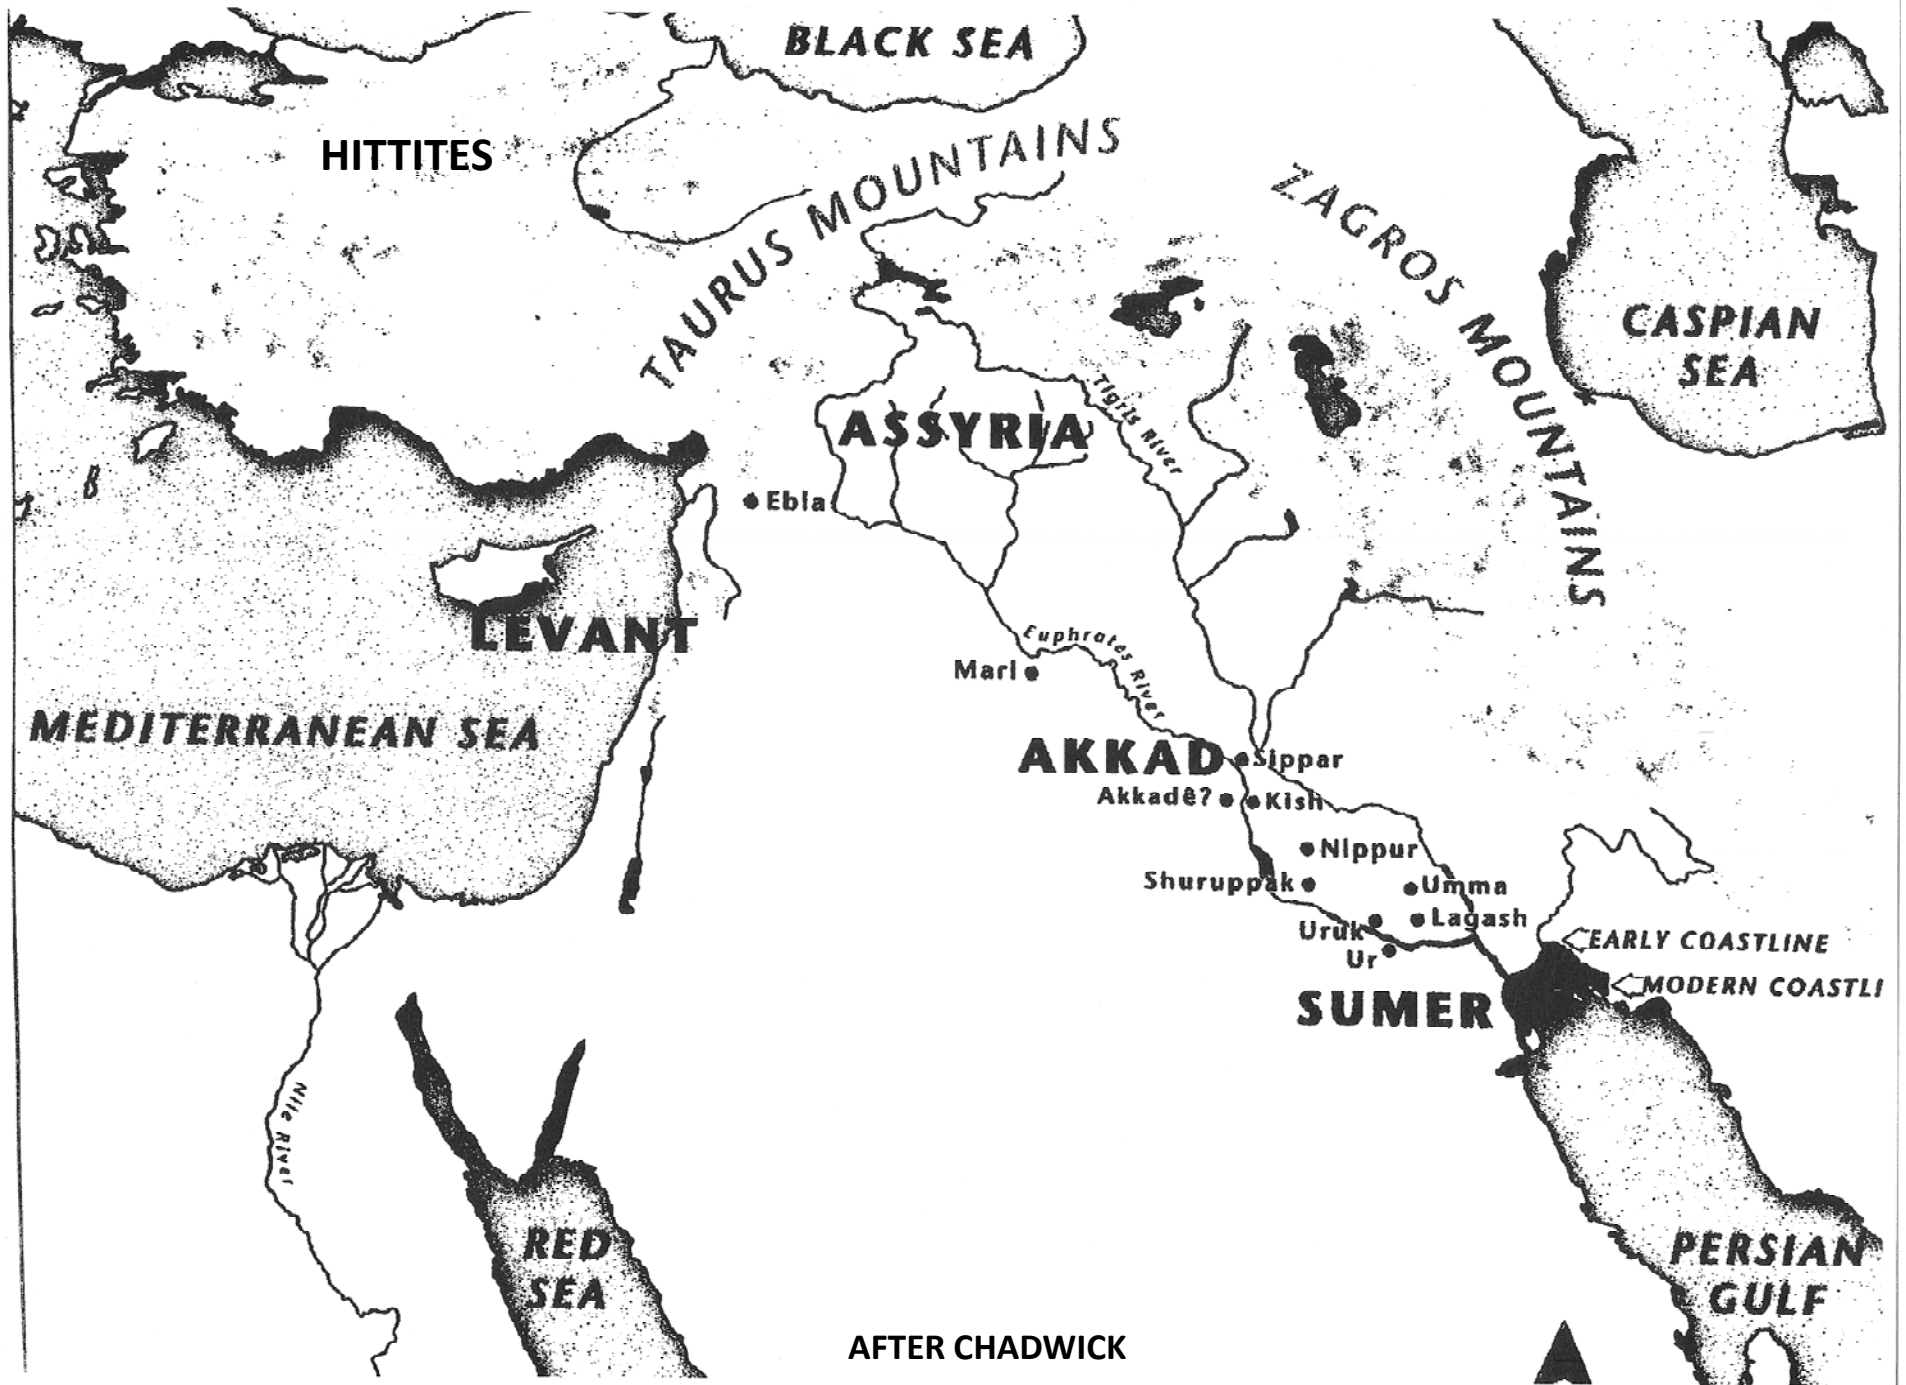 BLACK SEA
HITTITES
TAURUS MOUNTAINS
ZAGROS MOUNTAINS
CASPIAN
SEA
Tigris River
ASSYRIA
Ebla
LEVANT
Euphrates River
Mari
MEDITERRANEAN SEA
AKKAD
Sippar
Akkadê?
Kish
Nippur
Shuruppak
Umma
Uruk
Lagash
Ur
EARLY COASTLINE
MODERN COASTLI
SUMER
Nile River
RED
SEA
PERSIAN
GULF
AFTER CHADWICK